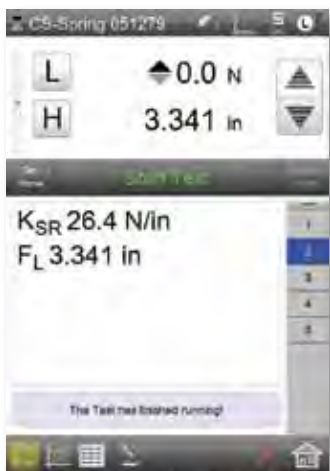 CS-Spring 051279
L 0.0 N
H 3.341 in
Start Test
KSR 26.4 N/in
FL 3.341 in
1
2
3
4
5
The Test has finished running!